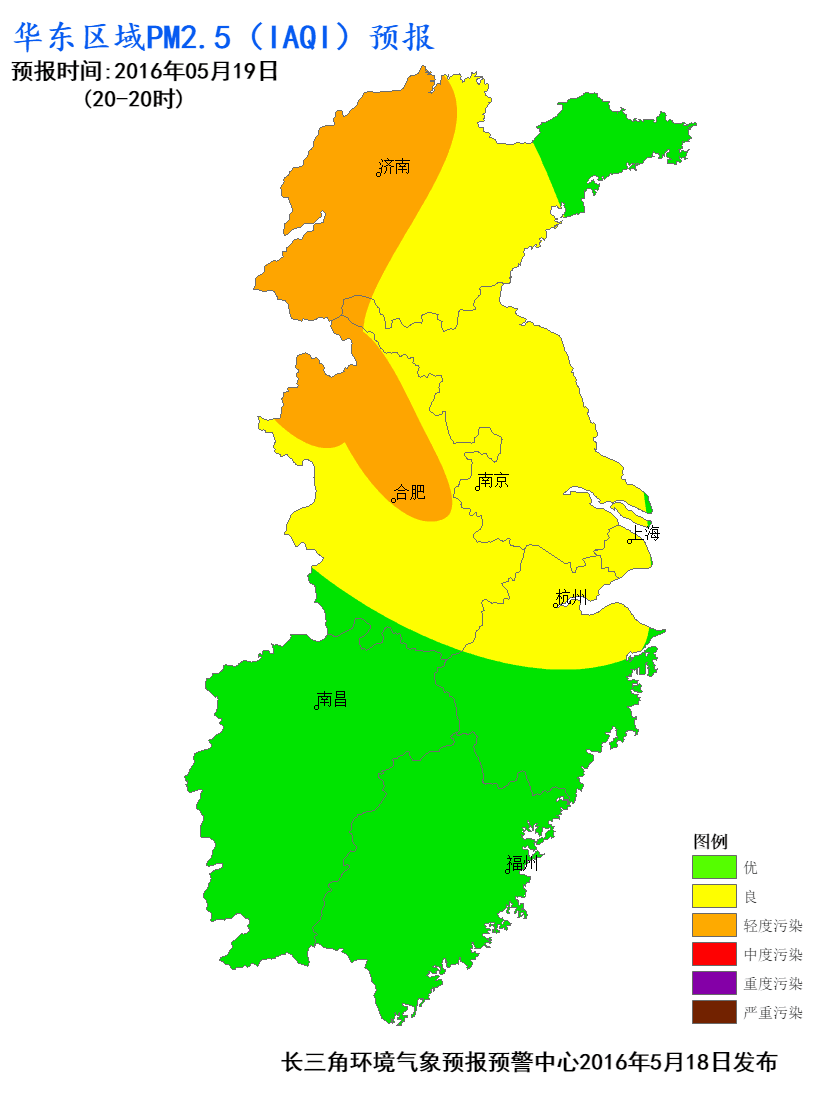 华东区域PM2.5（IAQI）预报
预报时间:2016年05月19日
(20-20时)
济南
南京
合肥
上海
杭州
南昌
福州
图例
优
良
轻度污染
中度污染
重度污染
严重污染
长三角环境气象预报预警中心2016年5月18日发布